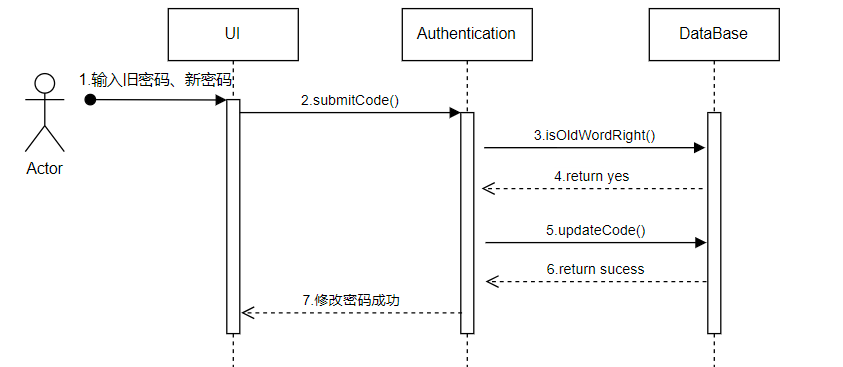 UI
Authentication
DataBase
1.输入旧密码、新密码
2.submitCode()
Actor
3.isOldWordRight()
4.return yes
5.updateCode()
6.return sucess
7.修改密码成功